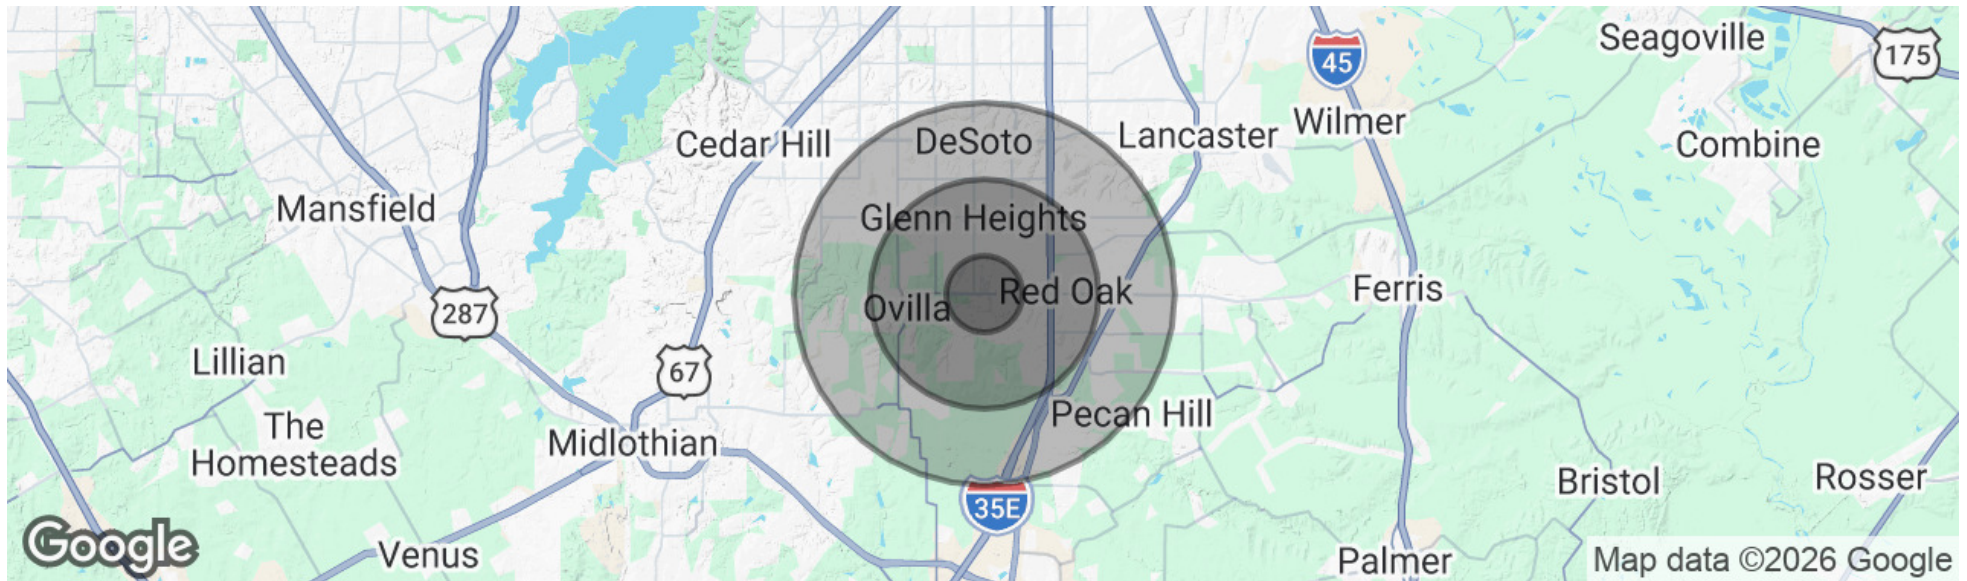 Seagoville
175
45
Wilmer
Lancaster
DeSoto
Cedar Hill
Combine
Mansfield
Glenn Heights
Red Oak
Ovilla
Ferris
287
Lillian
67
The
Homesteads
Pecan Hill
Midlothian
Bristol
Rosser
35E
Google
Venus
Palmer
Map data ©2026 Google